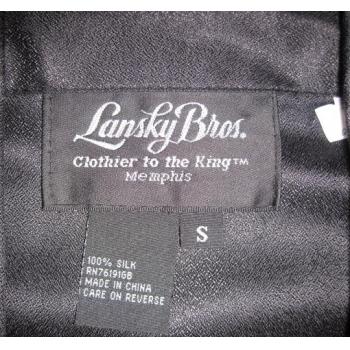 Lansky Bros.
Clothier to the King™
Memphis
S
100% SILK
RN76191GB
MADE IN CHINA
CARE ON REVERSE